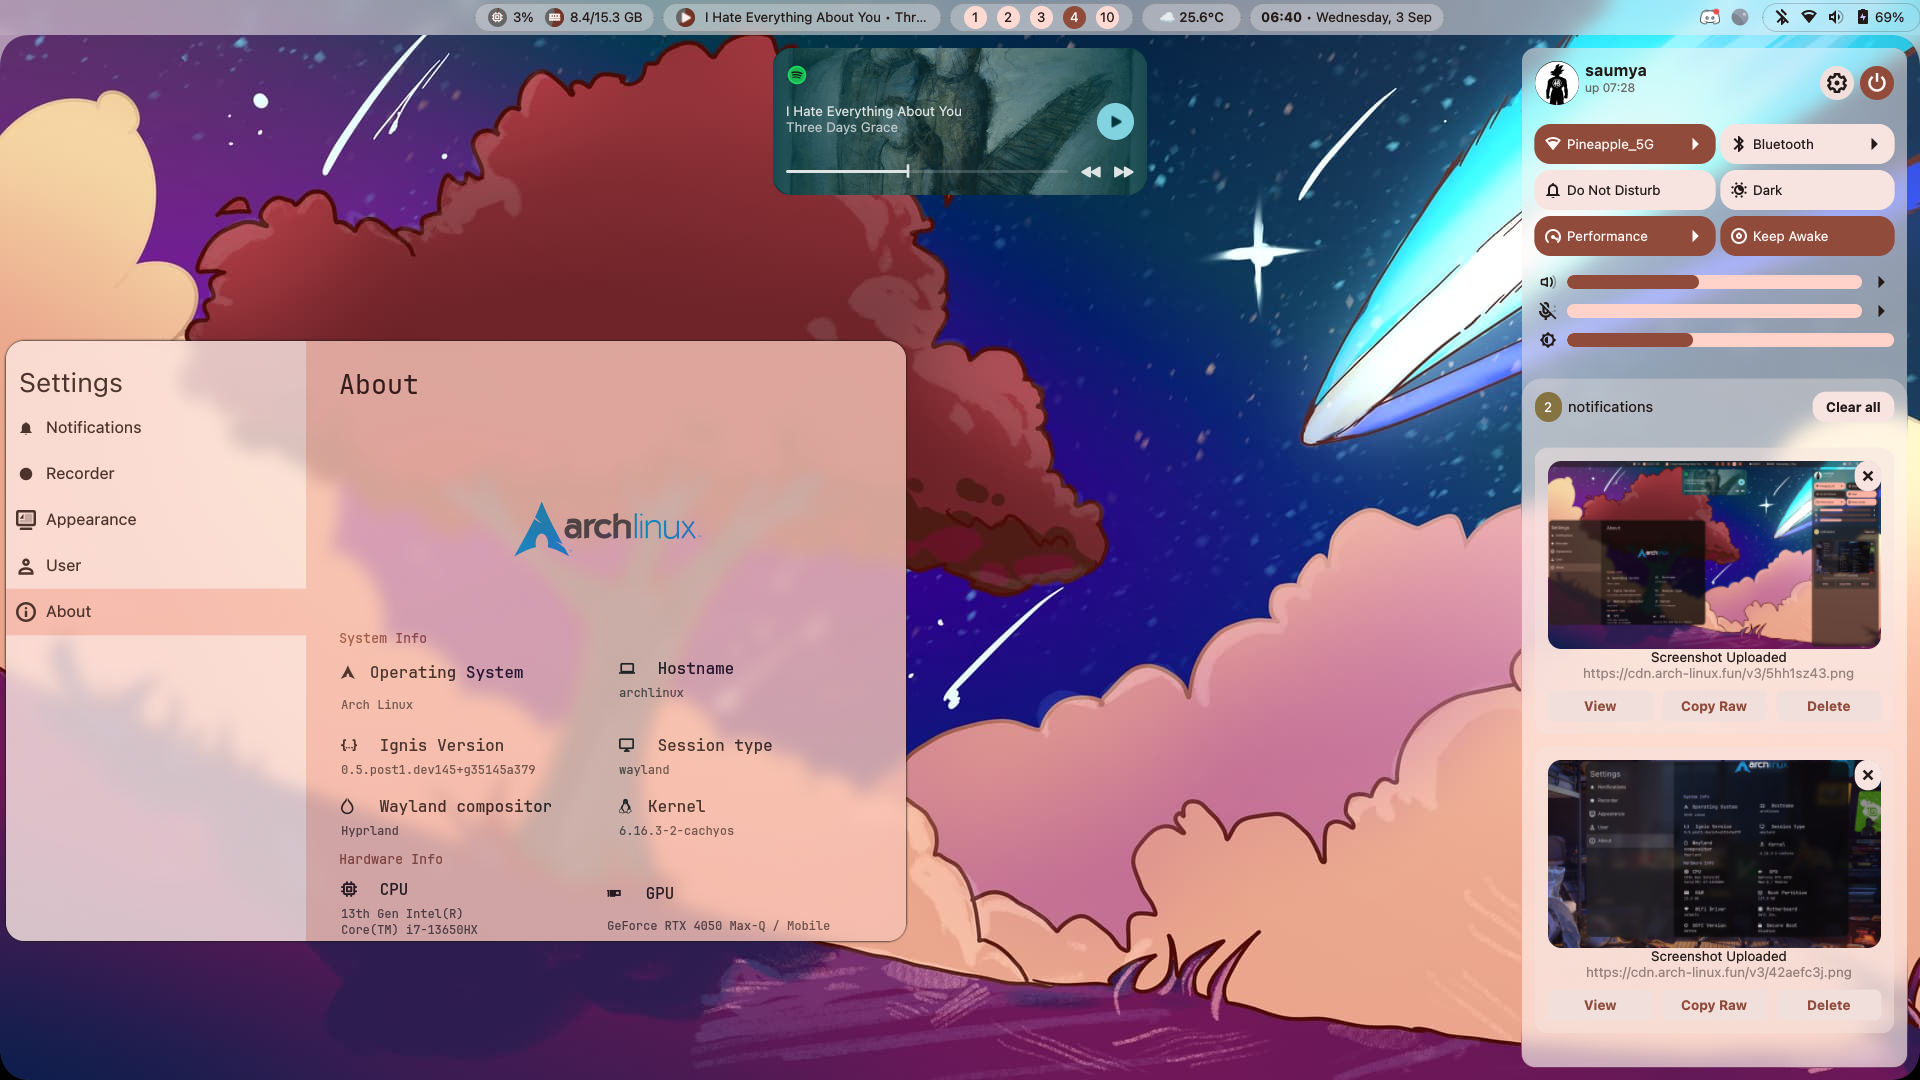 3% 8.4/15.3 GB I Hate Everything About You • Thr... 1 2 3 4 10 25.6°C 06:40 • Wednesday, 3 Sep 69%
I Hate Everything About You
Three Days Grace
saumya
up 07:28
Pineapple_5G Bluetooth
Do Not Disturb Dark
Performance Keep Awake
2 notifications Clear all
Screenshot Uploaded
https://cdn.arch-linux.fun/v3/5hh1sz43.png
View Copy Raw Delete
Screenshot Uploaded
https://cdn.arch-linux.fun/v3/42aefc3j.png
View Copy Raw Delete
Settings
Notifications
Recorder
Appearance
User
About
About
archlinux
System Info
Operating System Hostname
Arch Linux archlinux
Ignis Version Session type
0.5.post1.dev145+g35145a379 wayland
Wayland compositor Kernel
Hyprland 6.16.3-2-cachyos
Hardware Info
CPU GPU
13th Gen Intel(R)
Core(TM) i7-13650HX
GeForce RTX 4050 Max-Q / Mobile